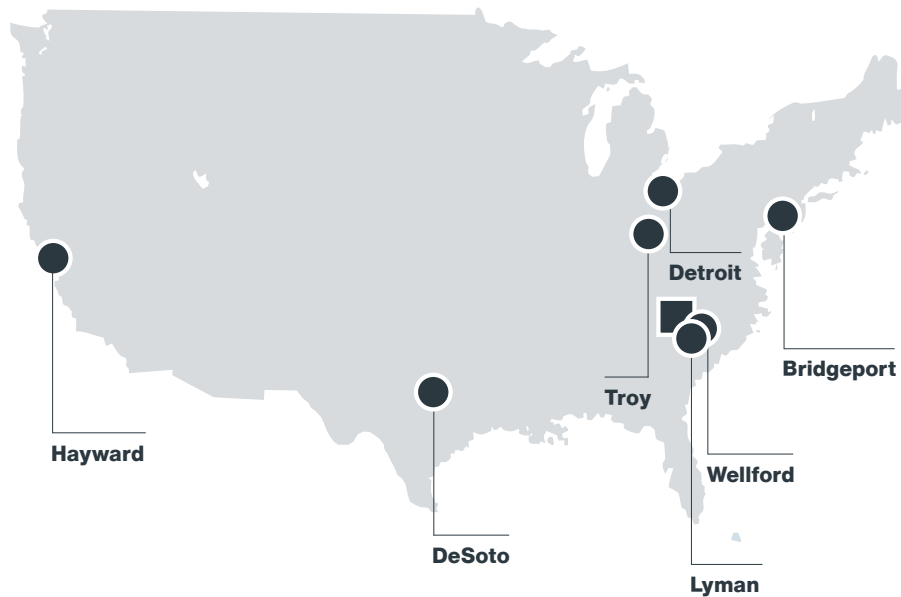 Detroit
Bridgeport
Troy
Hayward
Wellford
DeSoto
Lyman